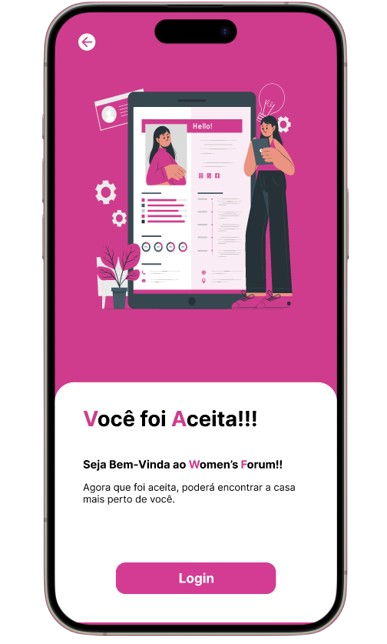 Hello!
Você foi Aceita!!!
Seja Bem-Vinda ao Women's Forum!!
Agora que foi aceita, poderá encontrar a casa
mais perto de você.
Login